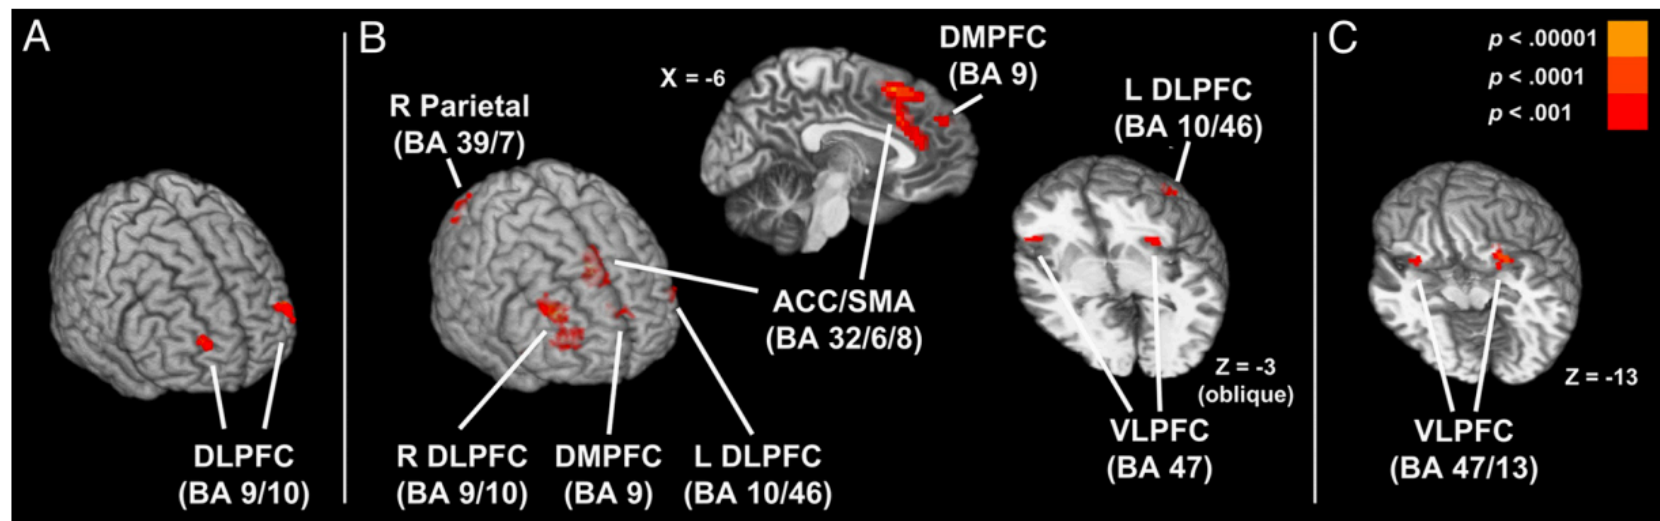 A
B
C
DMPFC
(BA 9)
X = -6
R Parietal
(BA 39/7)
L DLPFC
(BA 10/46)
p < .00001
p < .0001
p < .001
ACC/SMA
(BA 32/6/8)
Z = -3
(oblique)
Z = -13
DLPFC
(BA 9/10)
R DLPFC
(BA 9/10)
DMPFC
(BA 9)
L DLPFC
(BA 10/46)
VLPFC
(BA 47)
VLPFC
(BA 47/13)